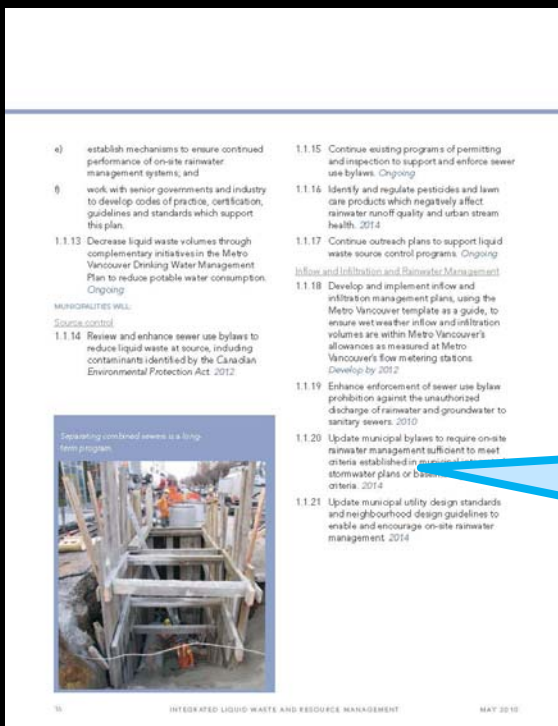 e) establish mechanisms to ensure continued
performance of on-site rainwater
management systems; and
f) work with senior governments and industry
to develop codes of practice, certification,
guidelines and standards which support
this plan.
1.1.13 Decrease liquid waste volumes through
complementary initiatives in the Metro
Vancouver Drinking Water Management
Plan to reduce potable water consumption.
Ongoing
MUNICIPALITIES WILL:
Source control
1.1.14 Review and enhance sewer use bylaws to
reduce liquid waste at source, including
contaminants identified by the Canadian
Environmental Protection Act. 2012
Separating combined sewers is a long-
term program.
1.1.15 Continue existing programs of permitting
and inspection to support and enforce sewer
use bylaws. Ongoing
1.1.16 Identify and regulate pesticides and lawn
care products which negatively affect
rainwater runoff quality and urban stream
health. 2014
1.1.17 Continue outreach plans to support liquid
waste source control programs. Ongoing
Inflow and Infiltration and Rainwater Management
1.1.18 Develop and implement inflow and
infiltration management plans, using the
Metro Vancouver template as a guide, to
ensure wet weather inflow and infiltration
volumes are within Metro Vancouver's
allowances as measured at Metro
Vancouver's flow metering stations.
Develop by 2012
1.1.19 Enhance enforcement of sewer use bylaw
prohibition against the unauthorized
discharge of rainwater and groundwater to
sanitary sewers. 2010
1.1.20 Update municipal bylaws to require on-site
rainwater management sufficient to meet
criteria established in
stormwater plans or
criteria. 2014
1.1.21 Update municipal utility design standards
and neighbourhood design guidelines to
enable and encourage on-site rainwater
management. 2014
16 INTEGRATED LIQUID WASTE AND RESOURCE MANAGEMENT MAY 2010